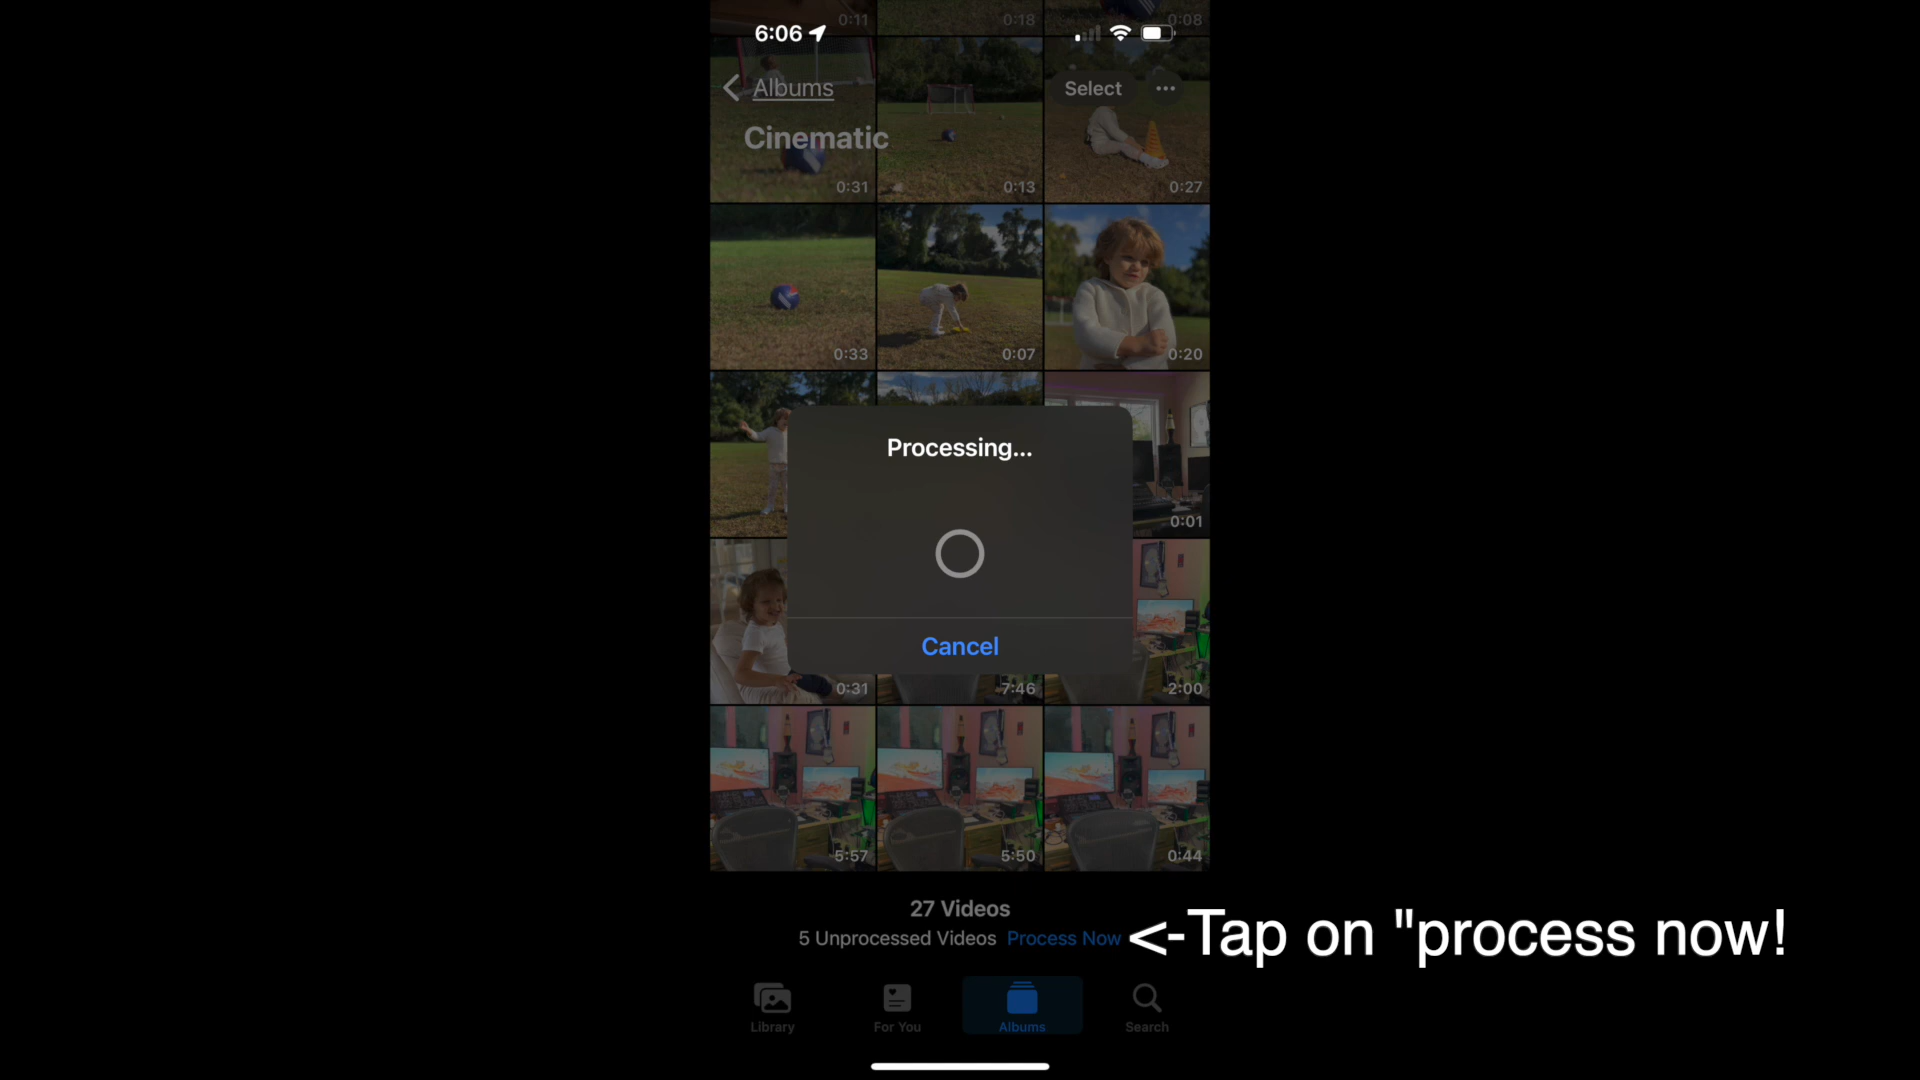 0:11
0:18
0:08
6:06
Albums
Select
Cinematic
0:31
0:13
0:27
0:33
0:07
0:20
Processing...
0:01
Cancel
0:31
7:46
2:00
5:57
5:50
0:44
27 Videos
5 Unprocessed Videos Process Now
<-Tap on "process now!
Library
For You
Albums
Search